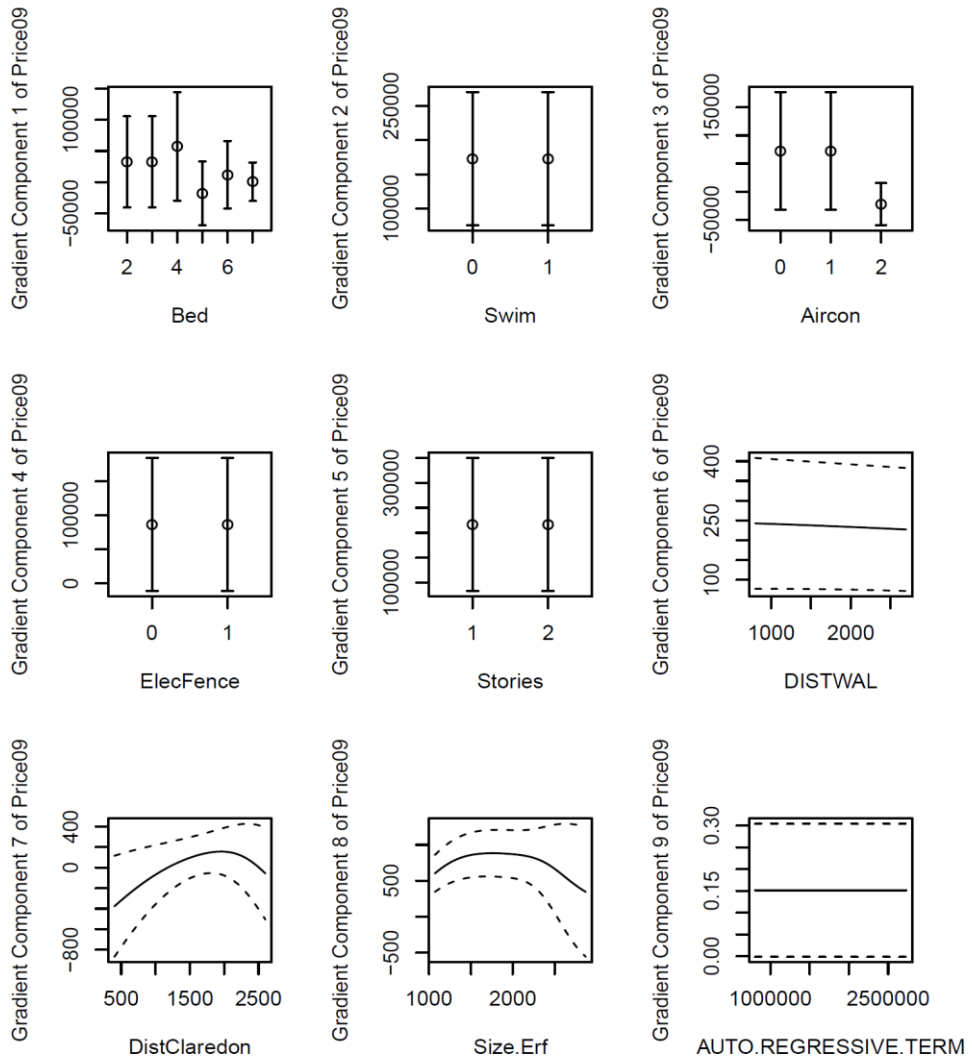 Gradient Component 1 of Price09
−50000
100000
2
4
6
Bed
Gradient Component 2 of Price09
100000
250000
0
1
Swim
Gradient Component 3 of Price09
−50000
150000
0
1
2
Aircon
Gradient Component 4 of Price09
0
100000
0
1
ElecFence
Gradient Component 5 of Price09
100000
300000
1
2
Stories
Gradient Component 6 of Price09
100
250
400
1000
2000
DISTWAL
Gradient Component 7 of Price09
−800
0
400
500
1500
2500
DistClaredon
Gradient Component 8 of Price09
−500
500
1000
2000
Size.Erf
Gradient Component 9 of Price09
0.00
0.15
0.30
1000000
2500000
AUTO.REGRESSIVE.TERM